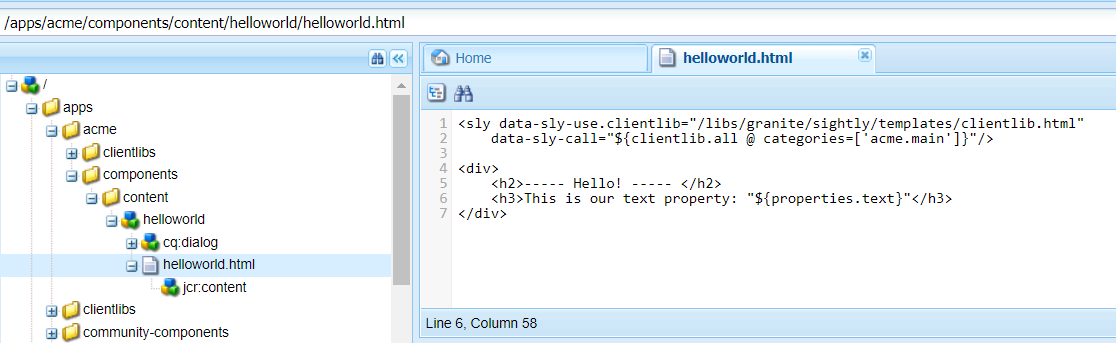 /apps/acme/components/content/helloworld/helloworld.html
/
apps
acme
clientlibs
components
content
helloworld
cq:dialog
helloworld.html
jcr:content
clientlibs
community-components
Home
helloworld.html
1 <sly data-sly-use.clientlib="/libs/granite/sightly/templates/clientlib.html"
2     data-sly-call="${clientlib.all @ categories=['acme.main']}"/>
3
4 <div>
5     <h2>----- Hello! ----- </h2>
6     <h3>This is our text property: "${properties.text}"</h3>
7 </div>
Line 6, Column 58